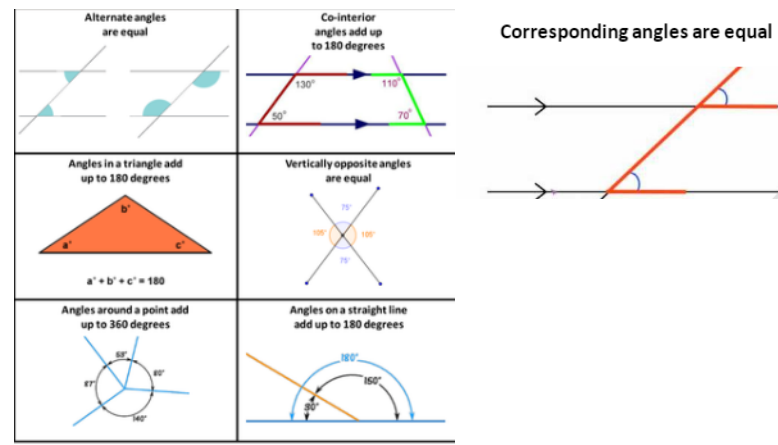 Alternate angles
are equal
Co-interior
angles add up
to 180 degrees
130°
110°
50°
70°
Corresponding angles are equal
Angles in a triangle add
up to 180 degrees
b°
a°
c°
a° + b° + c° = 180
Vertically opposite angles
are equal
75°
105°
105°
75°
Angles around a point add
up to 360 degrees
80°
140°
Angles on a straight line
add up to 180 degrees
180°
150°
30°